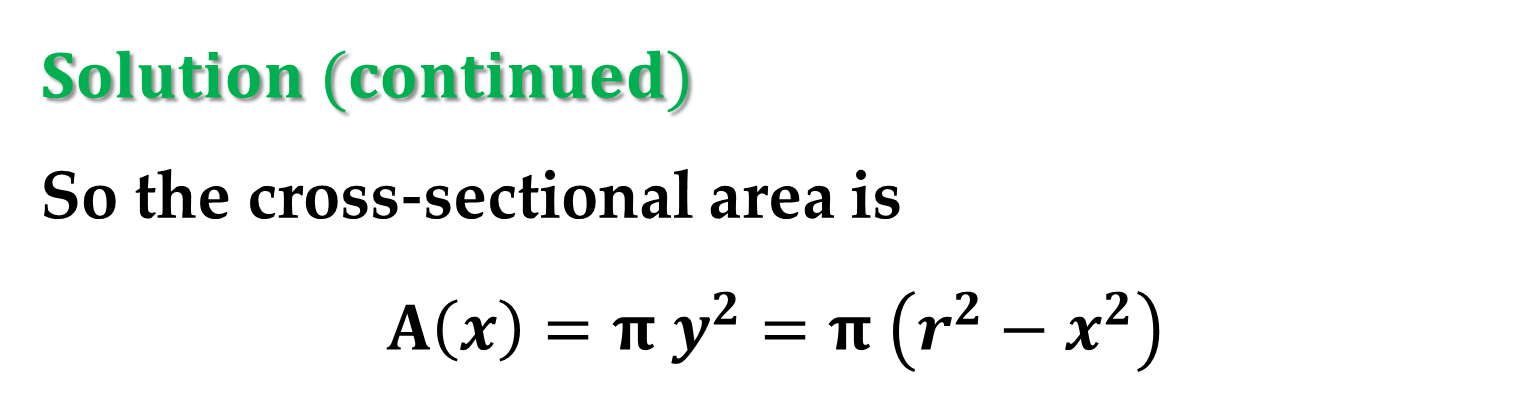 Solution (continued)
So the cross-sectional area is
A(x) = π y² = π (r² − x²)